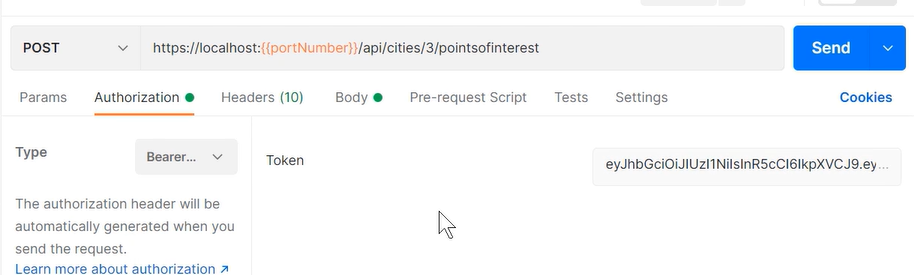 POST https://localhost:{{portNumber}}/api/cities/3/pointsofinterest Send
Params Authorization Headers (10) Body Pre-request Script Tests Settings Cookies
Type Bearer... Token eyJhbGciOiJIUzI1NiIsInR5cCI6IkpXVCJ9.ey...
The authorization header will be
automatically generated when you
send the request.
Learn more about authorization ↗